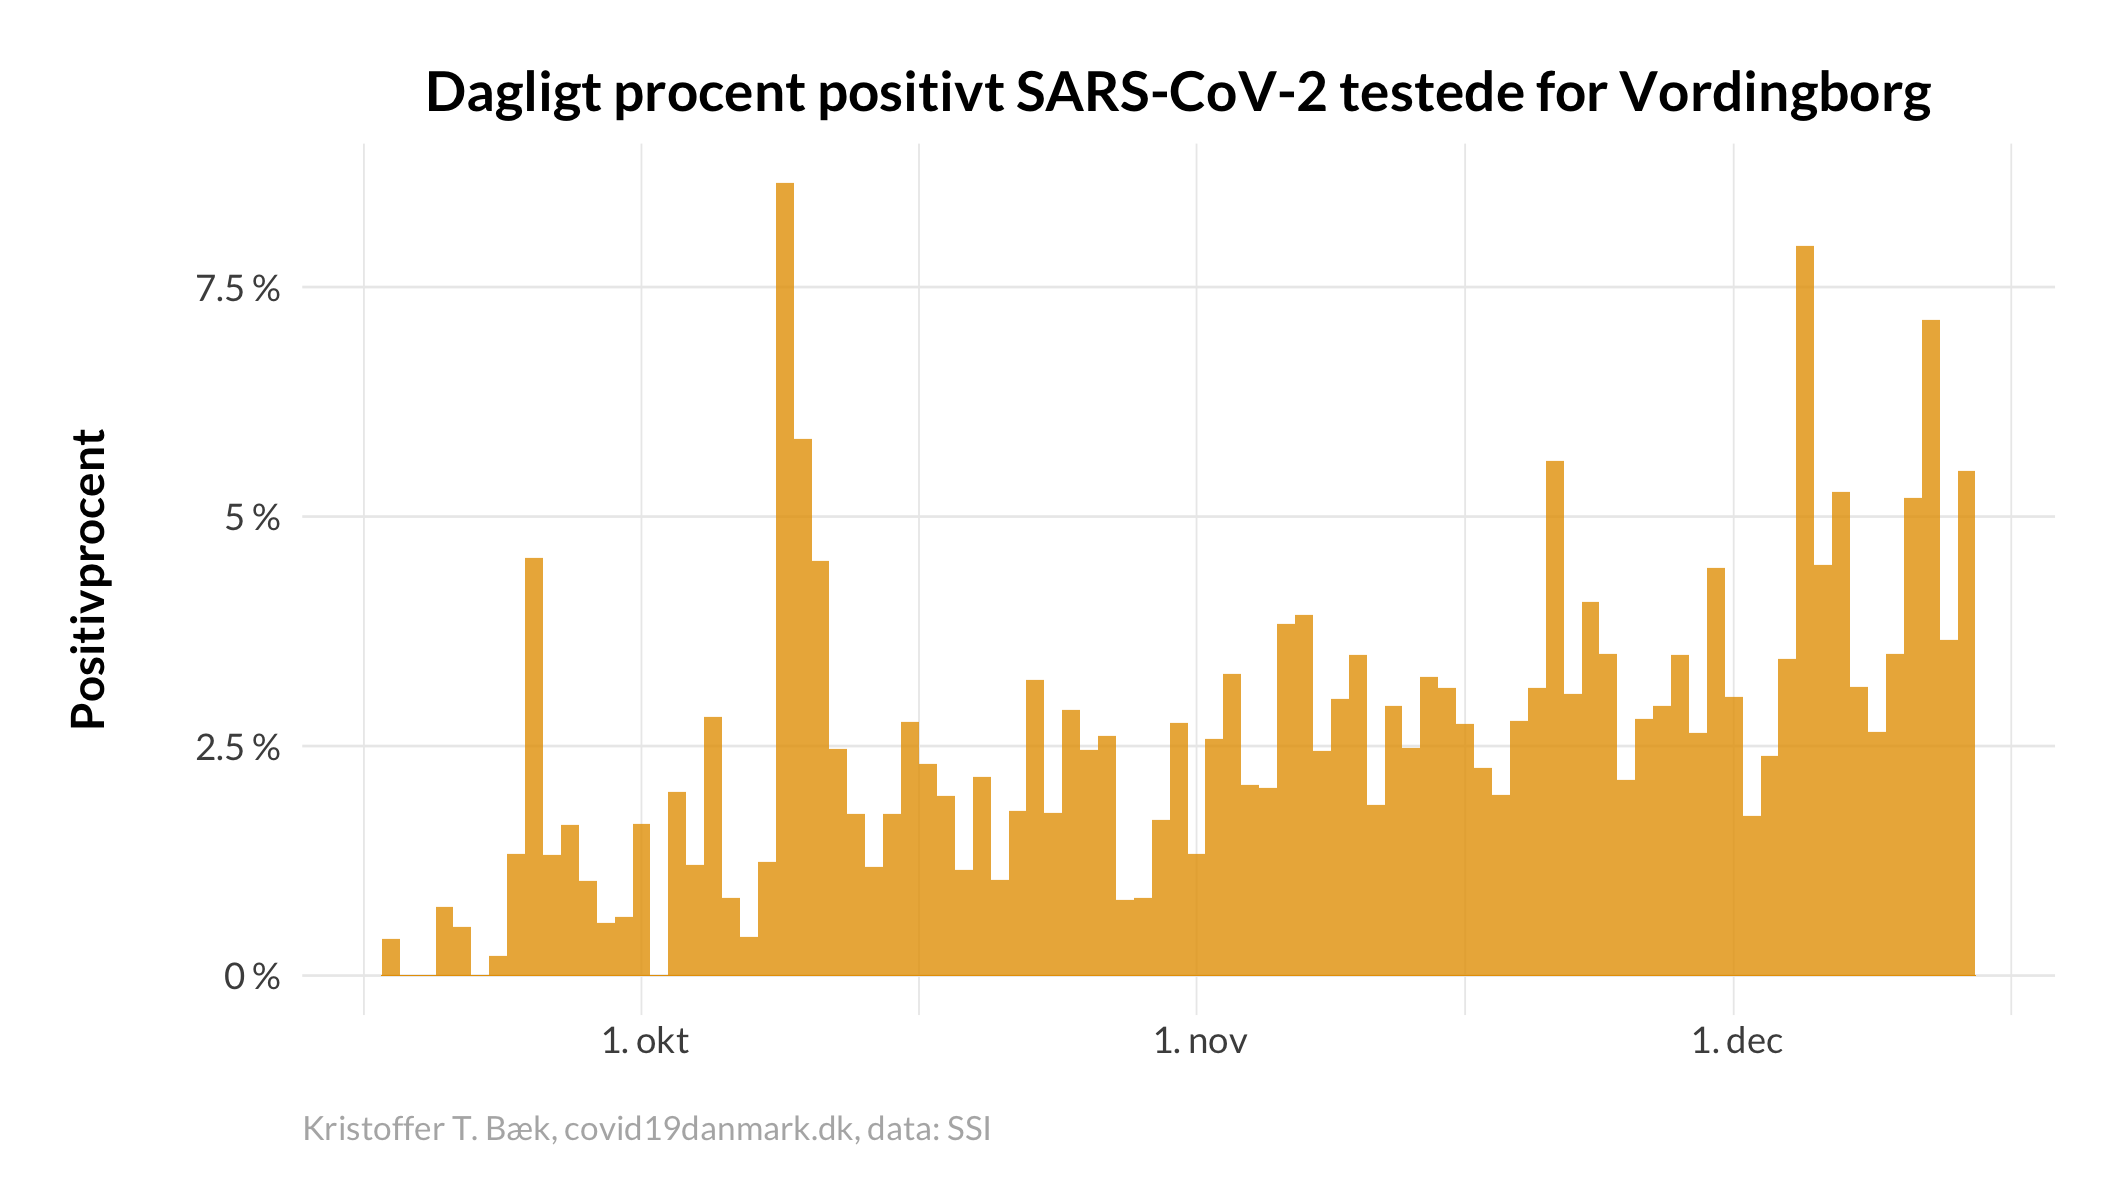 Dagligt procent positivt SARS-CoV-2 testede for Vordingborg
Positivprocent
7.5 %
5 %
2.5 %
0 %
1. okt
1. nov
1. dec
Kristoffer T. Bæk, covid19danmark.dk, data: SSI